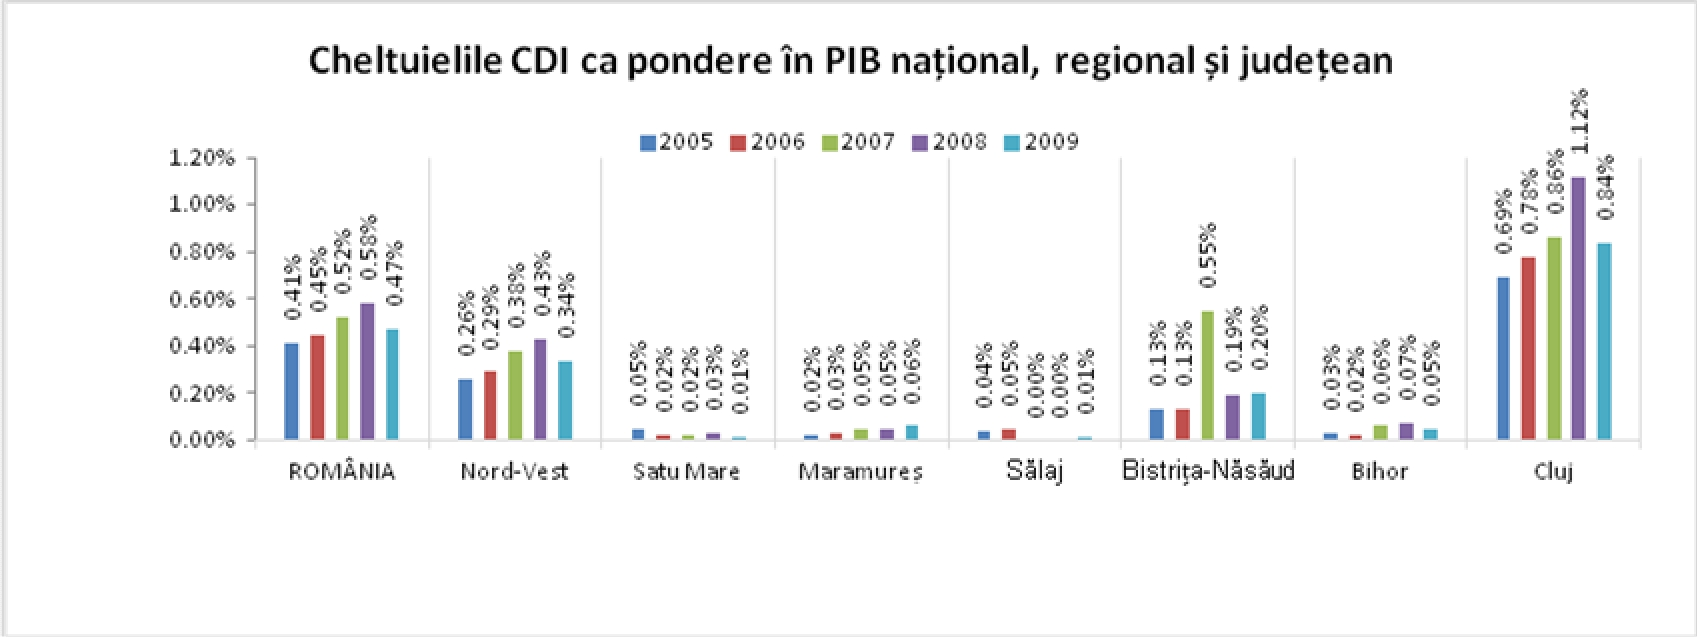 Cheltuielile CDI ca pondere în PIB național, regional și județean
2005 2006 2007 2008 2009
1.20%
1.00%
0.80%
0.60%
0.40%
0.20%
0.00%
0.41% 0.45% 0.52% 0.58% 0.47%
0.26% 0.29% 0.38% 0.43% 0.34%
0.05% 0.02% 0.02% 0.03% 0.01%
0.02% 0.03% 0.05% 0.05% 0.06%
0.04% 0.05% 0.00% 0.00% 0.01%
0.13% 0.13% 0.55% 0.19% 0.20%
0.03% 0.02% 0.06% 0.07% 0.05%
0.69% 0.78% 0.86% 1.12% 0.84%
ROMÂNIA Nord-Vest Satu Mare Maramureș Sălaj Bistrița-Năsăud Bihor Cluj